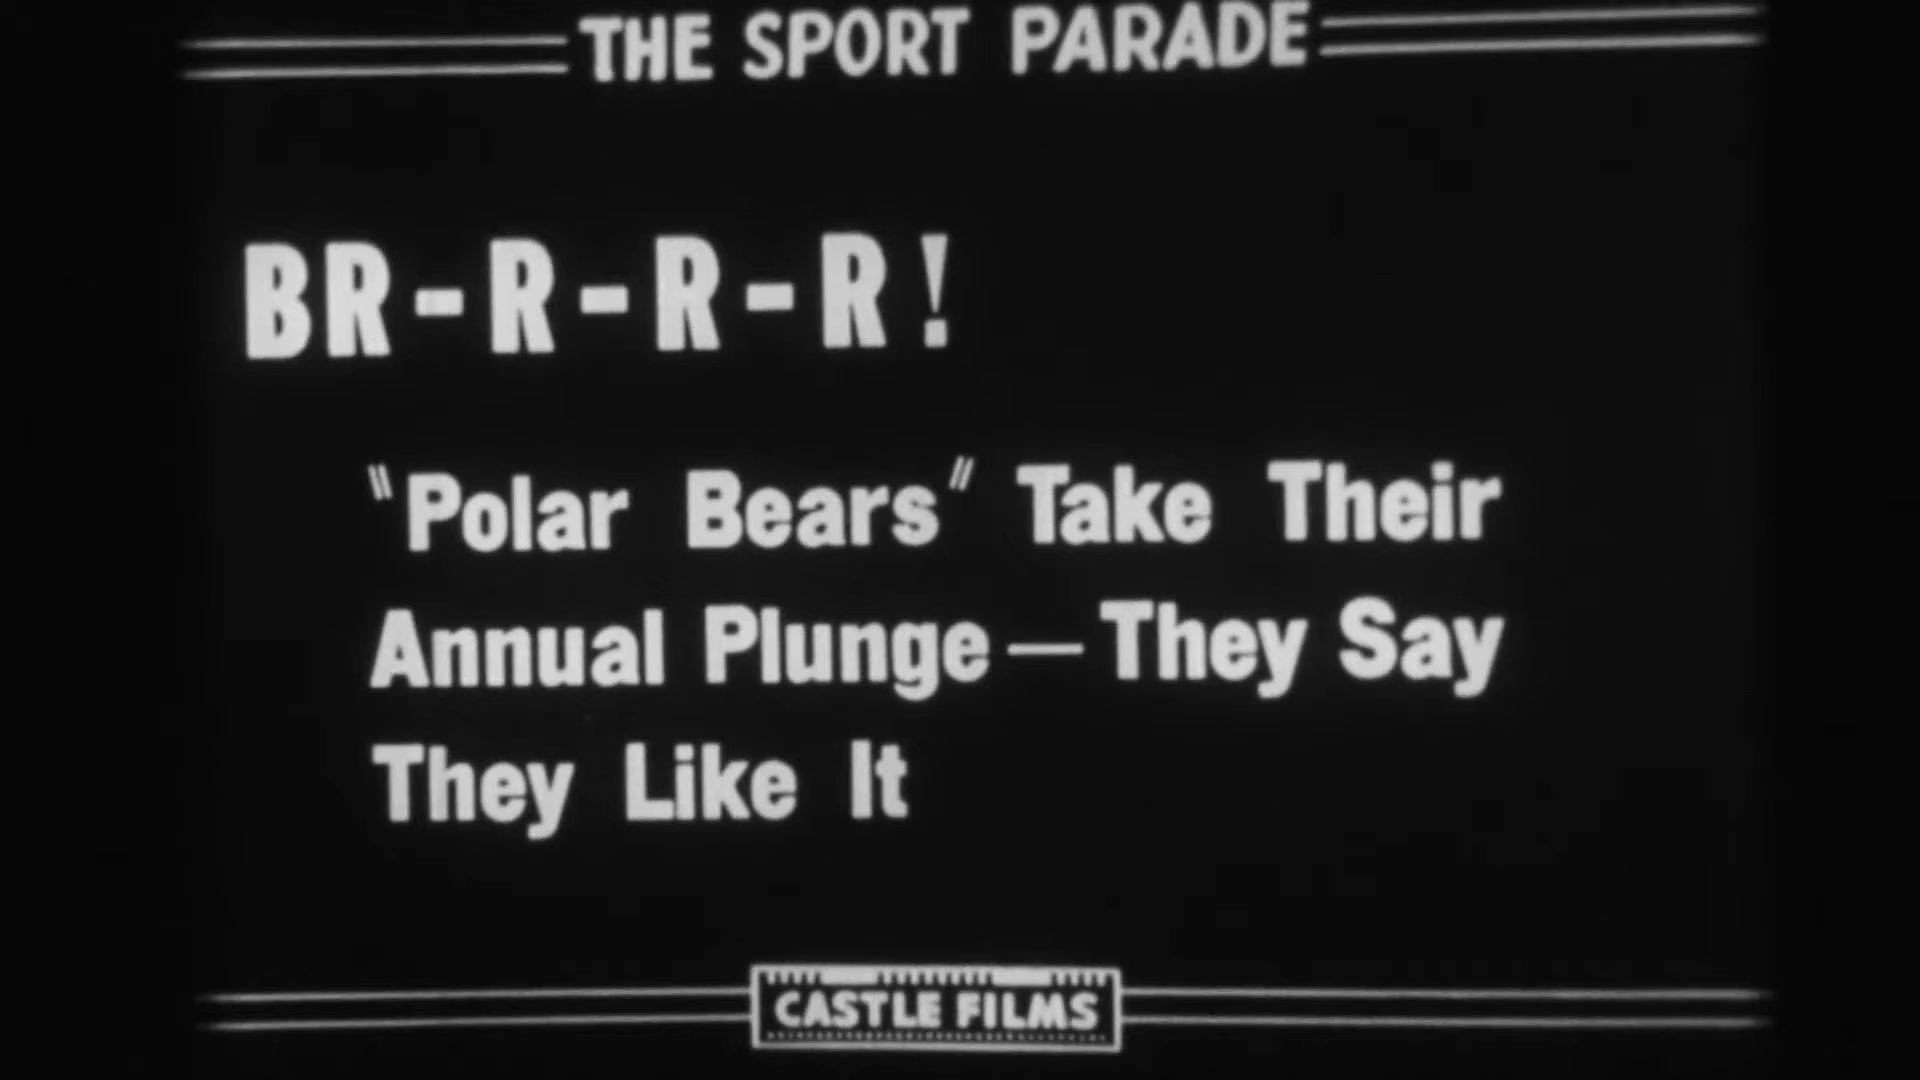 THE SPORT PARADE
BR-R-R-R!
"Polar Bears" Take Their
Annual Plunge — They Say
They Like It
CASTLE FILMS